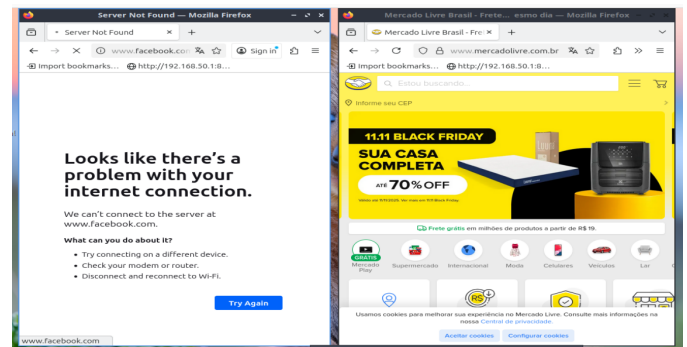 Server Not Found — Mozilla Firefox
Server Not Found
www.facebook.con
Sign in
Import bookmarks...
http://192.168.50.1:8...
Looks like there's a
problem with your
internet connection.
We can't connect to the server at
www.facebook.com.
What can you do about it?
Try connecting on a different device.
Check your modem or router.
Disconnect and reconnect to Wi-Fi.
Try Again
www.facebook.com
Mercado Livre Brasil - Frete... esmo dia — Mozilla Firefox
Mercado Livre Brasil - Fre
www.mercadolivre.com.br
Import bookmarks...
http://192.168.50.1:8...
Estou buscando...
Informe seu CEP
11.11 BLACK FRIDAY
SUA CASA
COMPLETA
ATÉ 70% OFF
Frete grátis em milhões de produtos a partir de R$ 19.
GRÁTIS
Mercado Play
Supermercado
Internacional
Moda
Celulares
Veículos
Lar
Usamos cookies para melhorar sua experiência no Mercado Livre. Consulte mais informações na
nossa Central de privacidade.
Aceitar cookies
Configurar cookies